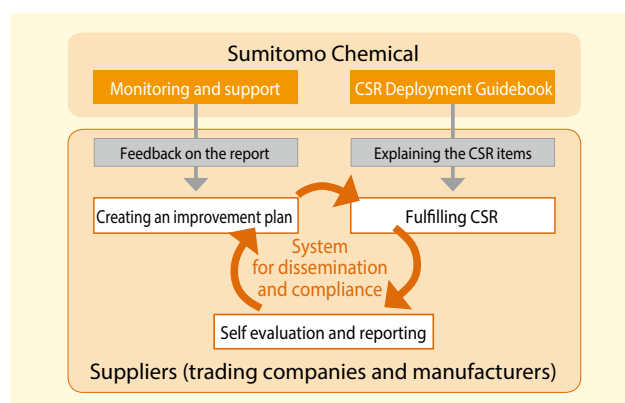 Sumitomo Chemical
Monitoring and support
CSR Deployment Guidebook
Feedback on the report
Explaining the CSR items
Creating an improvement plan
Fulfilling CSR
System
for dissemination
and compliance
Self evaluation and reporting
Suppliers (trading companies and manufacturers)